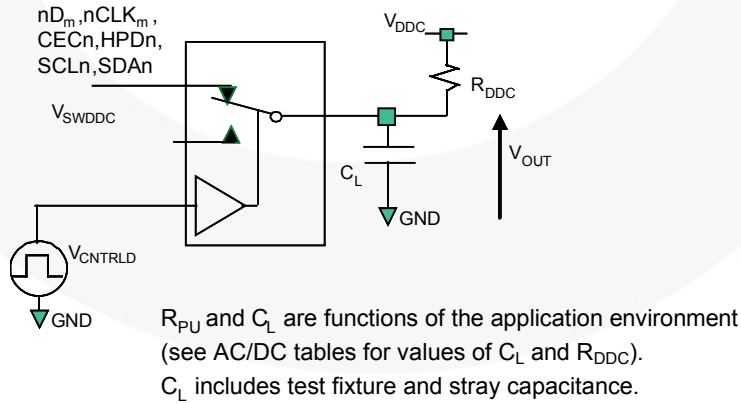 nDm,nCLKm,
CECn,HPDn,
SCLn,SDAn
VSWDDC
VDDC
RDDC
CL
VOUT
GND
VCNTRLD
GND
RPU and CL are functions of the application environment
(see AC/DC tables for values of CL and RDDC).
CL includes test fixture and stray capacitance.